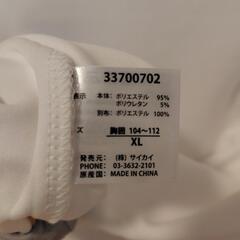 33700702
表示 本体: ポリエステル 95%
ポリウレタン 5%
別布: ポリエステル 100%
ズ 胸囲 104～112
XL
発売元: (株) サイカイ
PHONE: 03-3632-2101
原産国: MADE IN CHINA